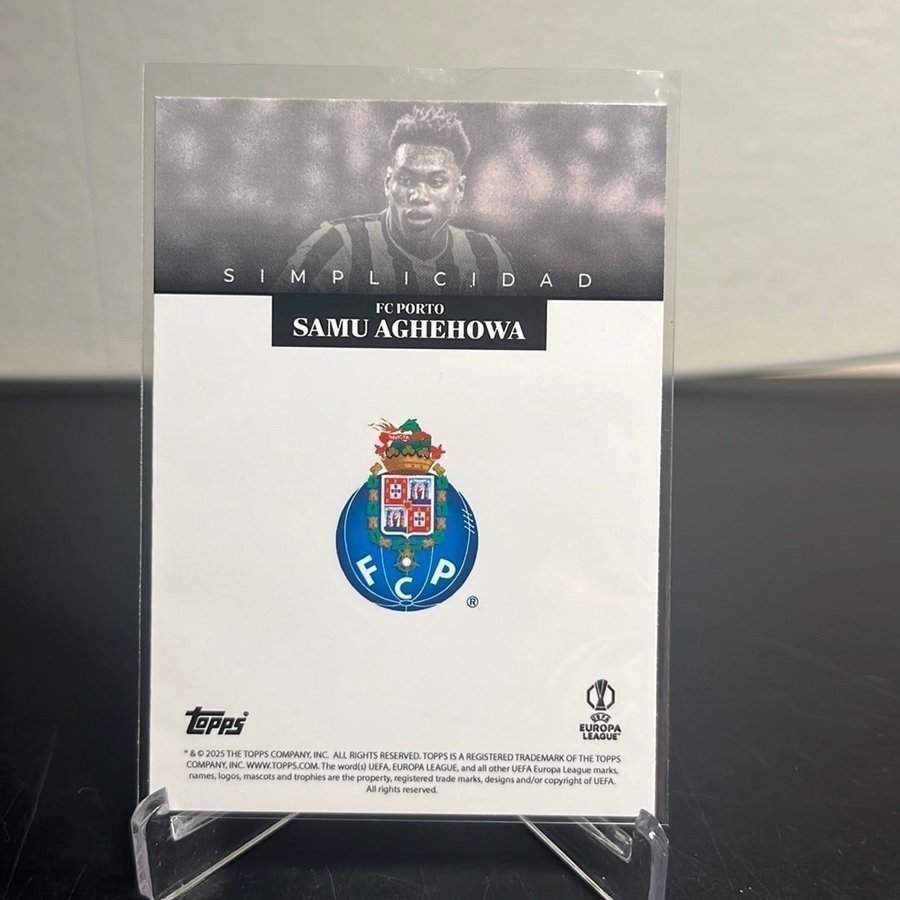 SIMPLICIDAD
FC PORTO
SAMU AGHEHOWA
INVICTA
FCP
®
topps®
UEFA
EUROPA
LEAGUE™
* & © 2025 THE TOPPS COMPANY, INC. ALL RIGHTS RESERVED. TOPPS IS A REGISTERED TRADEMARK OF THE TOPPS
COMPANY, INC. WWW.TOPPS.COM. The word(s) UEFA, EUROPA LEAGUE, and all other UEFA Europa League marks,
names, logos, mascots and trophies are the property, registered trade marks, designs and/or copyright of UEFA.
All rights reserved.